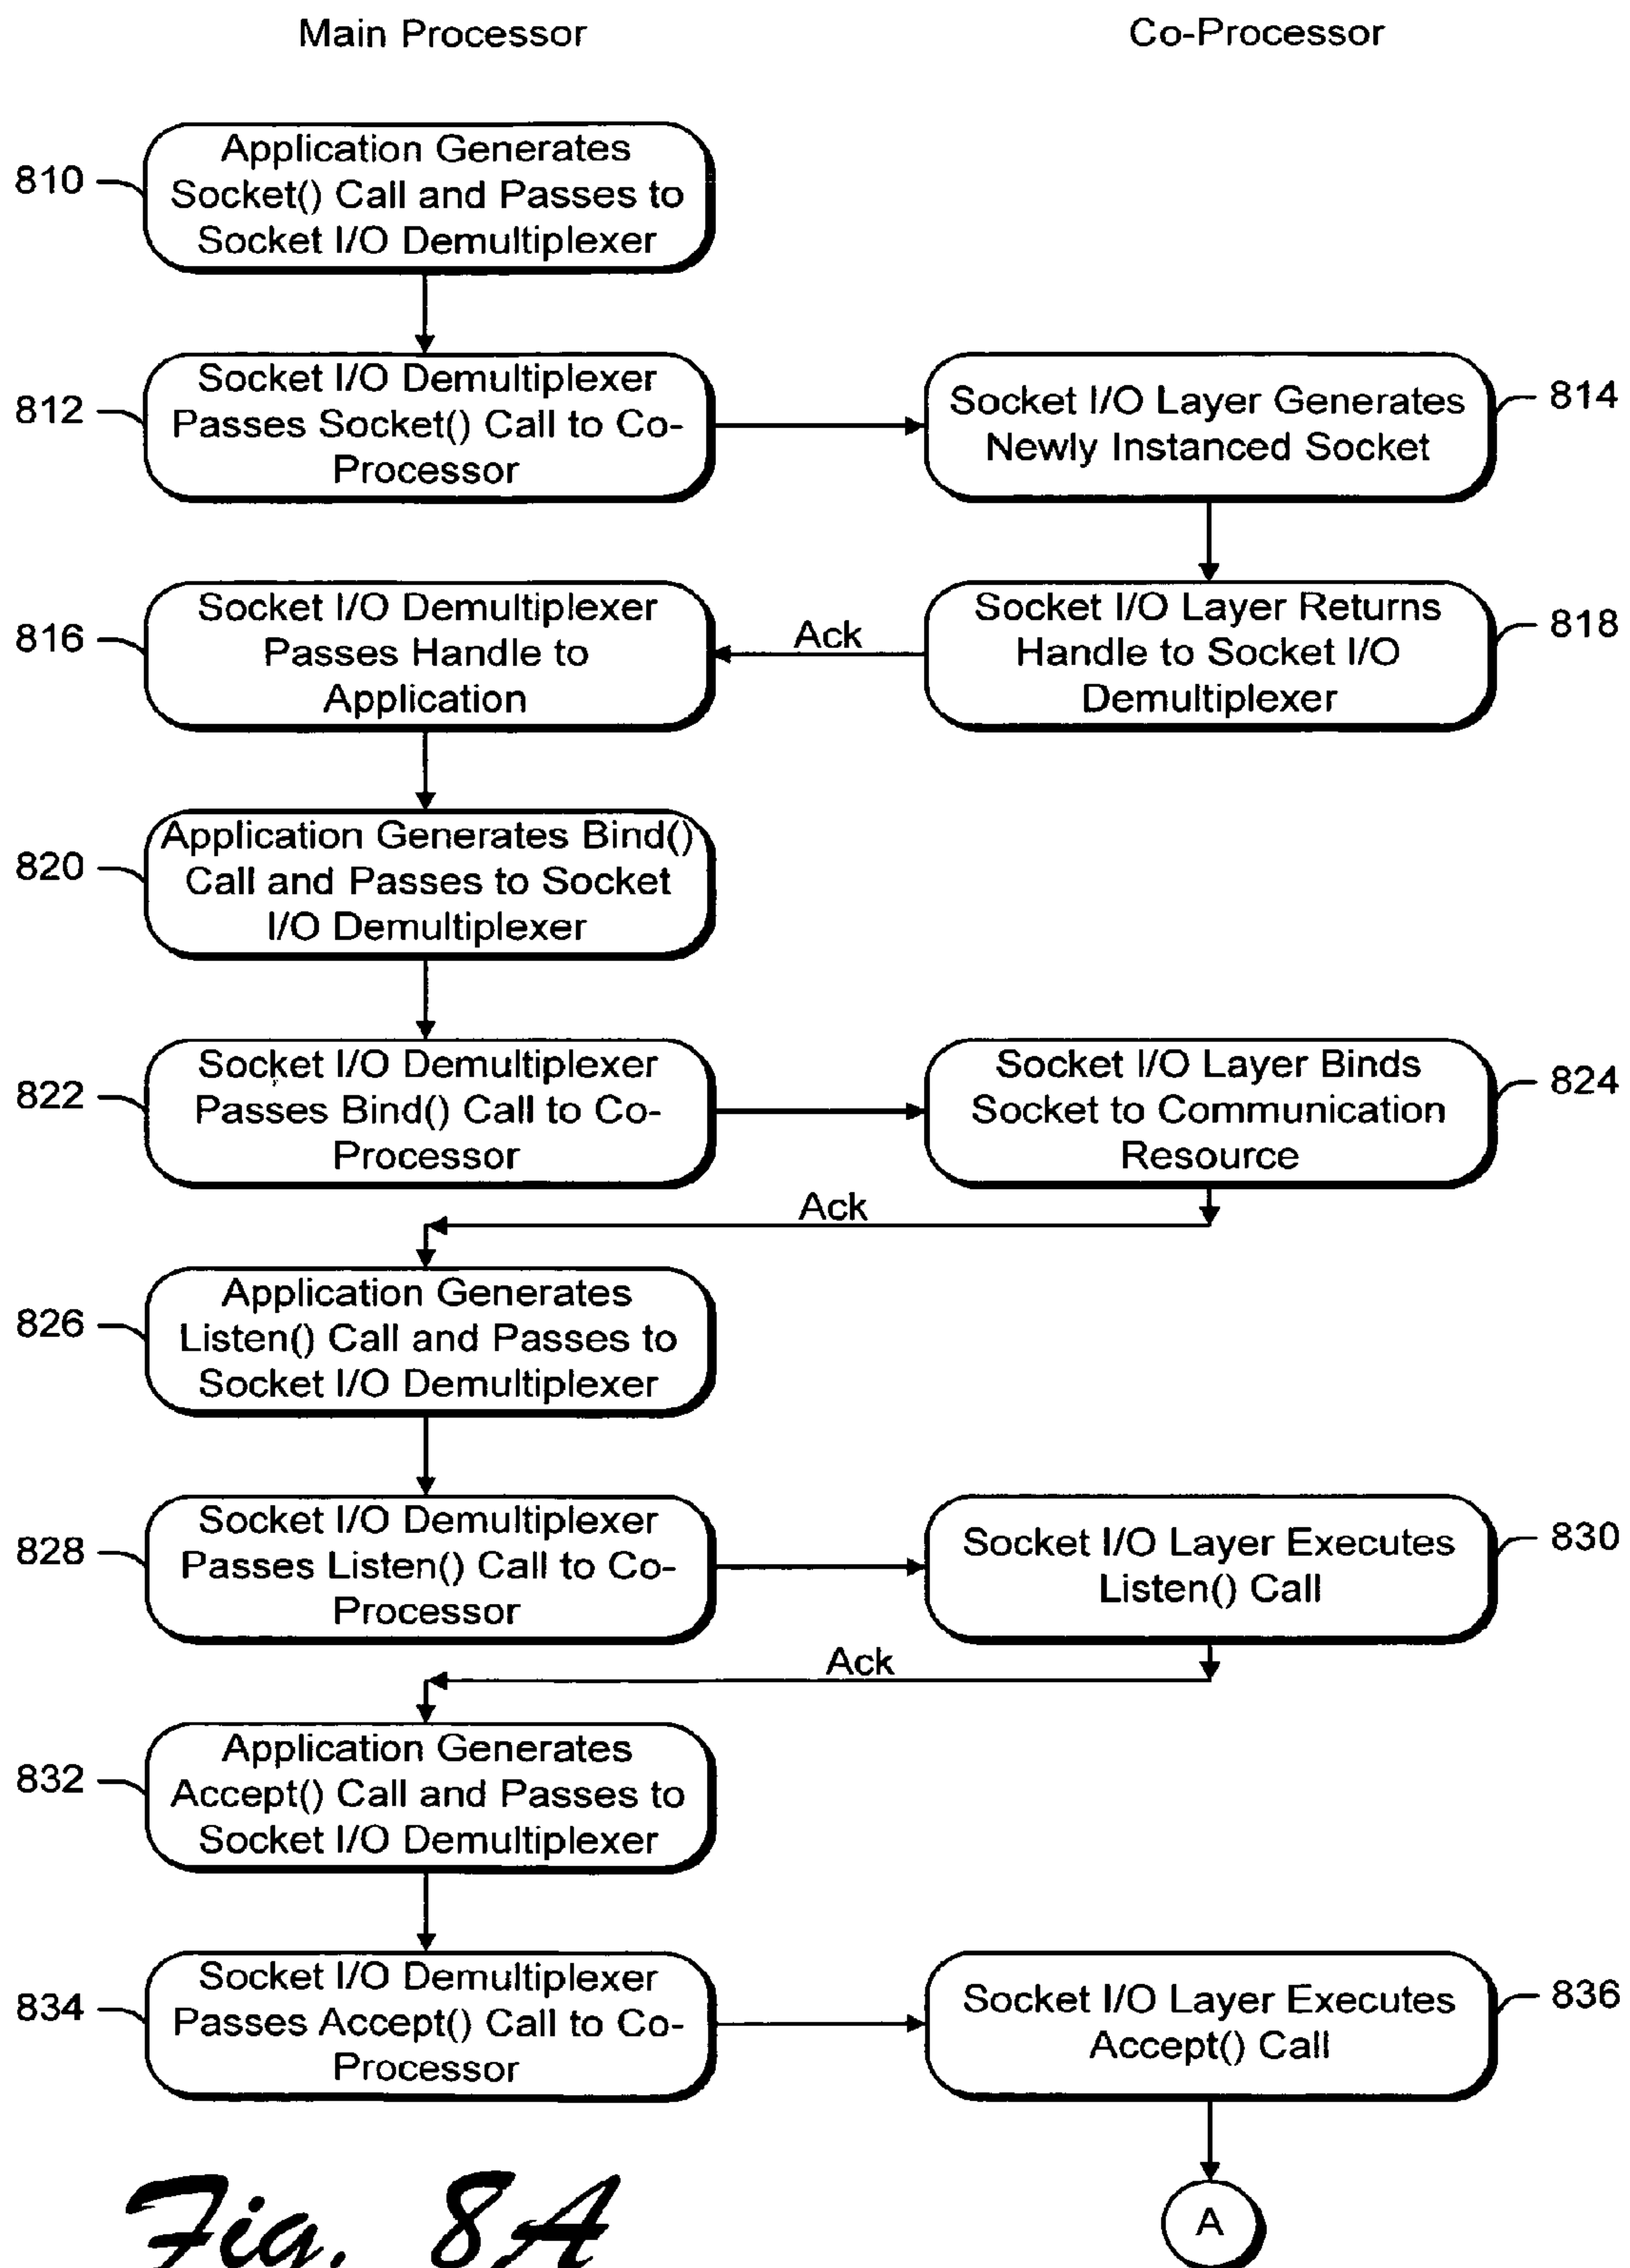 Main Processor
Co-Processor
810
Application Generates
Socket() Call and Passes to
Socket I/O Demultiplexer
812
Socket I/O Demultiplexer
Passes Socket() Call to Co-
Processor
Socket I/O Layer Generates
Newly Instanced Socket
814
816
Socket I/O Demultiplexer
Passes Handle to
Application
Ack
Socket I/O Layer Returns
Handle to Socket I/O
Demultiplexer
818
820
Application Generates Bind()
Call and Passes to Socket
I/O Demultiplexer
822
Socket I/O Demultiplexer
Passes Bind() Call to Co-
Processor
Socket I/O Layer Binds
Socket to Communication
Resource
824
Ack
826
Application Generates
Listen() Call and Passes to
Socket I/O Demultiplexer
828
Socket I/O Demultiplexer
Passes Listen() Call to Co-
Processor
Socket I/O Layer Executes
Listen() Call
830
Ack
832
Application Generates
Accept() Call and Passes to
Socket I/O Demultiplexer
834
Socket I/O Demultiplexer
Passes Accept() Call to Co-
Processor
Socket I/O Layer Executes
Accept() Call
836
A
Fig. 8A